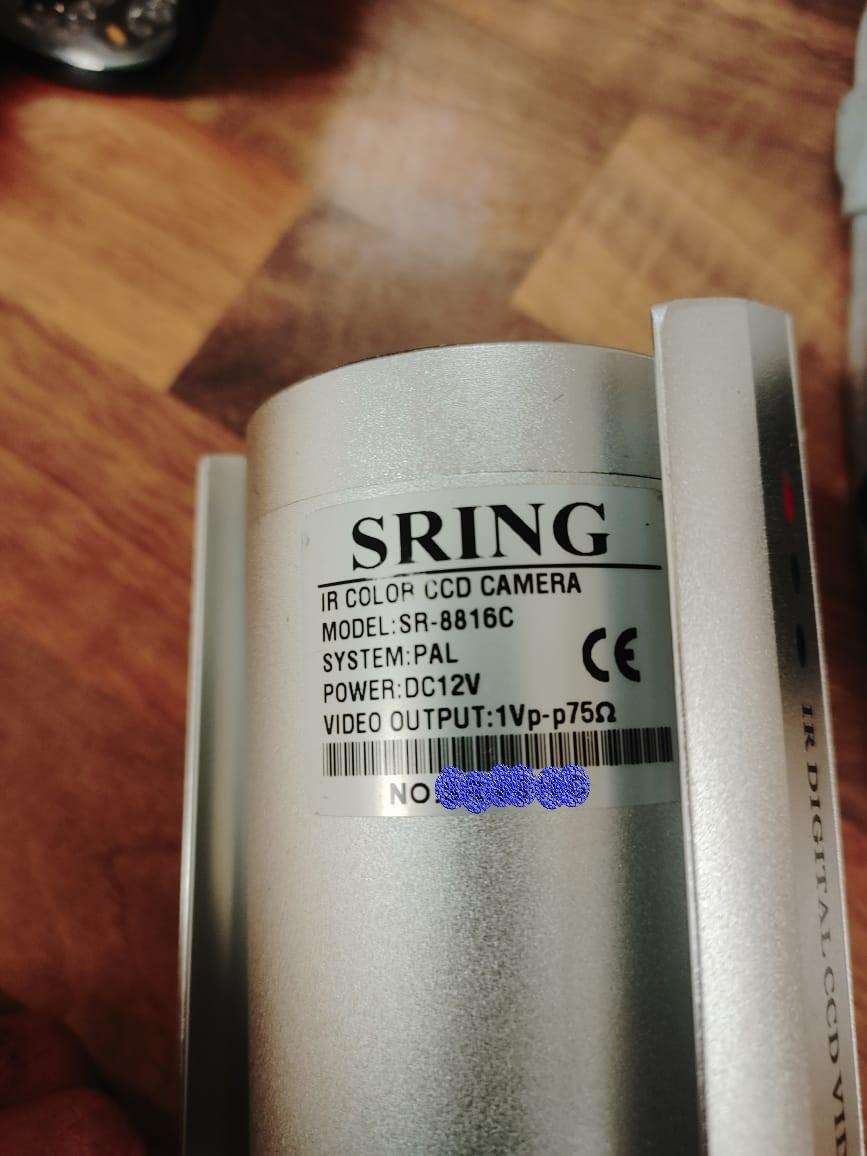 SRING
IR COLOR CCD CAMERA
MODEL:SR-8816C
SYSTEM:PAL
POWER:DC12V
VIDEO OUTPUT:1Vp-p75Ω
CE
NO.
IR DIGITAL CCD